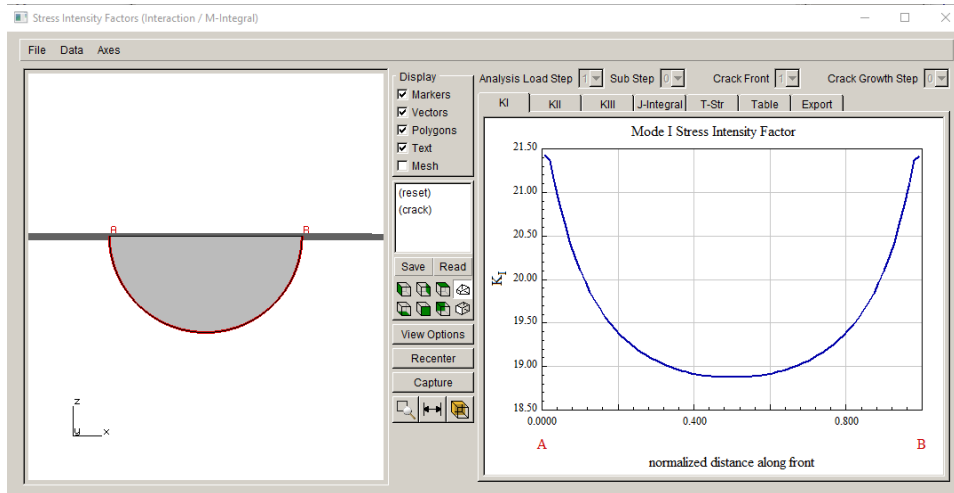 Stress Intensity Factors (Interaction / M-Integral)
File Data Axes
A B
z
y x
Display
Markers
Vectors
Polygons
Text
Mesh
(reset)
(crack)
Save Read
View Options
Recenter
Capture
Analysis Load Step 1 Sub Step 0 Crack Front 1 Crack Growth Step 0
KI KII KIII J-Integral T-Str Table Export
Mode I Stress Intensity Factor
21.50
21.00
20.50
20.00
19.50
19.00
18.50
KI
0.0000 0.400 0.800
A B
normalized distance along front